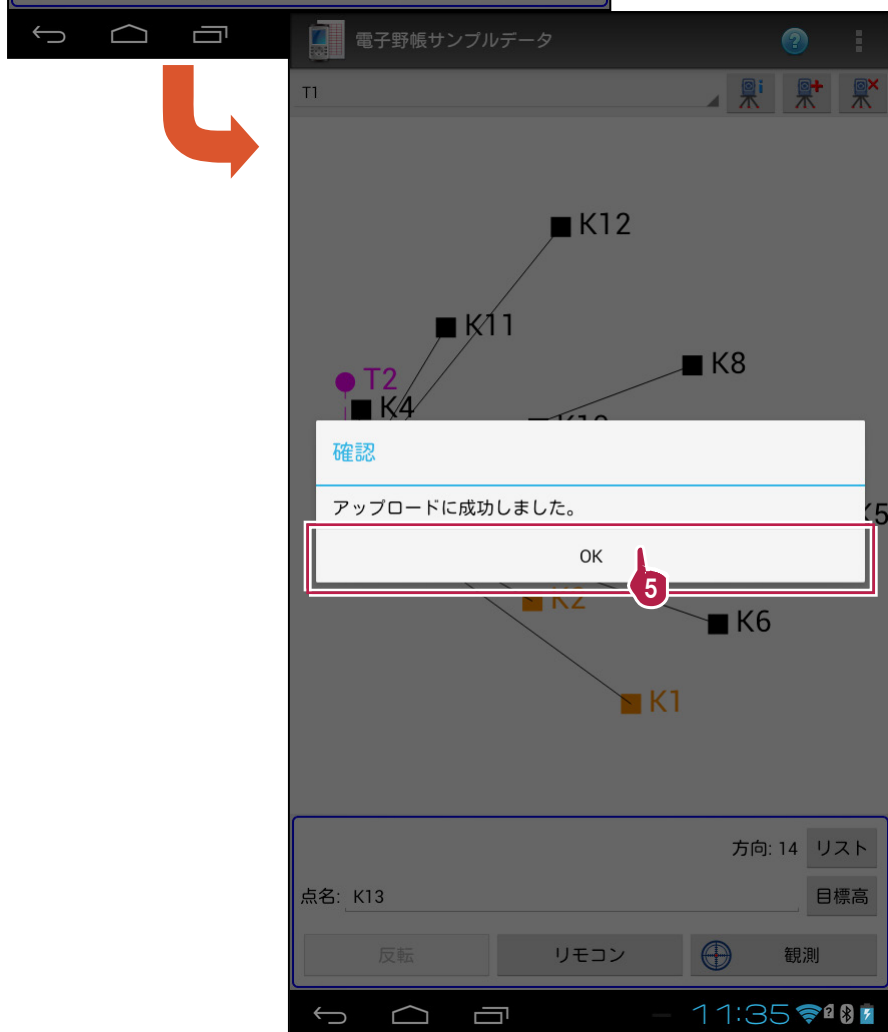 電子野帳サンプルデータ
?
T1
K12
K11
K8
T2
K4
確認
アップロードに成功しました。
K5
OK
5
K2
K6
K1
方向: 14 リスト
点名: K13 目標高
反転 リモコン 観測
11:35